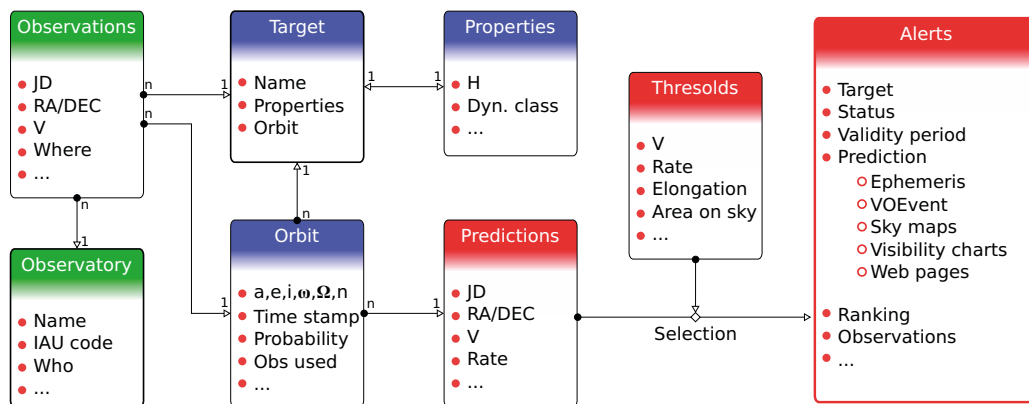 Observations
JD
RA/DEC
V
Where
...
n
n
n
1
Observatory
Name
IAU code
Who
...
1
Target
Name
Properties
Orbit
1
n
1
Orbit
a,e,i,ω,Ω,n
Time stamp
Probability
Obs used
...
1
1
Properties
H
Dyn. class
...
n
1
Predictions
JD
RA/DEC
V
Rate
...
Thresolds
V
Rate
Elongation
Area on sky
...
Selection
Alerts
Target
Status
Validity period
Prediction
Ephemeris
VOEvent
Sky maps
Visibility charts
Web pages
Ranking
Observations
...